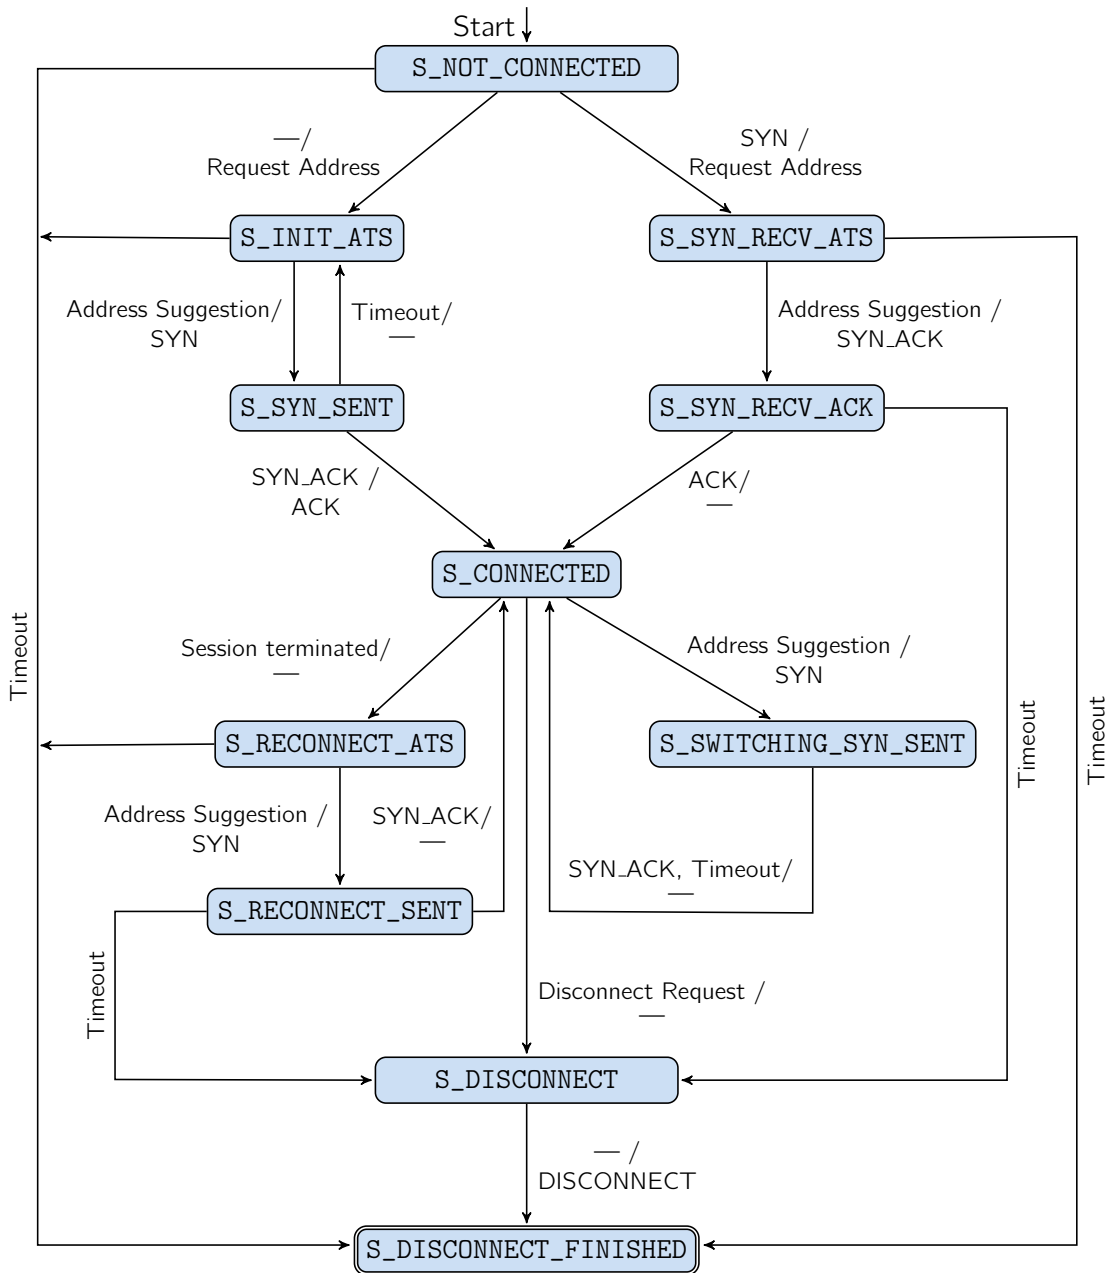 Start
S_NOT_CONNECTED
—/
Request Address
SYN /
Request Address
S_INIT_ATS
S_SYN_RECV_ATS
Address Suggestion/
SYN
Timeout/
—
Address Suggestion /
SYN_ACK
S_SYN_SENT
S_SYN_RECV_ACK
SYN_ACK /
ACK
ACK/
—
S_CONNECTED
Timeout
Session terminated/
—
Address Suggestion /
SYN
S_RECONNECT_ATS
S_SWITCHING_SYN_SENT
Timeout
Timeout
Address Suggestion /
SYN
SYN_ACK/
—
SYN_ACK, Timeout/
—
S_RECONNECT_SENT
Timeout
Disconnect Request /
—
S_DISCONNECT
— /
DISCONNECT
S_DISCONNECT_FINISHED